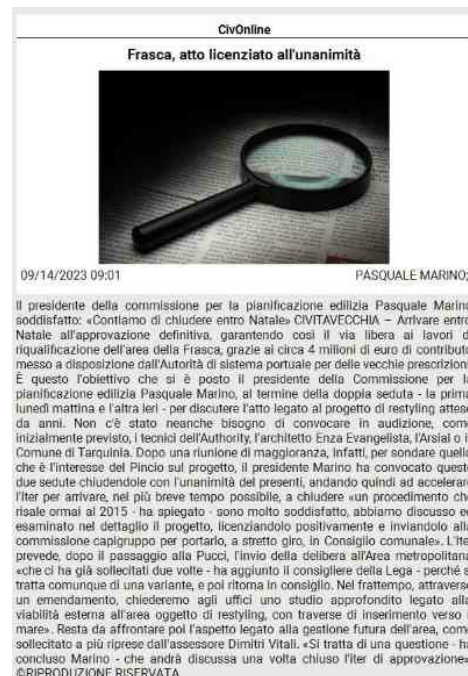 CivOnline
Frasca, atto licenziato all'unanimità
09/14/2023 09:01 PASQUALE MARINO;
Il presidente della commissione per la pianificazione edilizia Pasquale Marino
soddisfatto: «Contiamo di chiudere entro Natale» CIVITAVECCHIA – Arrivare entro
Natale all'approvazione definitiva, garantendo così il via libera ai lavori di
riqualificazione dell'area della Frasca, grazie ai circa 4 milioni di euro di contributo
messo a disposizione dall'Autorità di sistema portuale per delle vecchie prescrizioni.
È questo l'obiettivo che si è posto il presidente della Commissione per la
pianificazione edilizia Pasquale Marino, al termine della doppia seduta - la prima
lunedì mattina e l'altra ieri - per discutere l'atto legato al progetto di restyling atteso
da anni. Non c'è stato neanche bisogno di convocare in audizione, come
inizialmente previsto, i tecnici dell'Authority, l'architetto Enza Evangelista, l'Arsial o il
Comune di Tarquinia. Dopo una riunione di maggioranza, infatti, per sondare quello
che è l'interesse del Pincio sul progetto, il presidente Marino ha convocato queste
due sedute chiudendole con l'unanimità dei presenti, andando quindi ad accelerare
l'iter per arrivare, nel più breve tempo possibile, a chiudere «un procedimento che
risale ormai al 2015 - ha spiegato - sono molto soddisfatto, abbiamo discusso ed
esaminato nel dettaglio il progetto, licenziandolo positivamente e inviandolo alla
commissione capigruppo per portarlo, a stretto giro, in Consiglio comunale». L'iter
prevede, dopo il passaggio alla Pucci, l'invio della delibera all'Area metropolitana
«che ci ha già sollecitati due volte - ha aggiunto il consigliere della Lega - perché si
tratta comunque di una variante, e poi ritorna in consiglio. Nel frattempo, attraverso
un emendamento, chiederemo agli uffici uno studio approfondito legato alla
viabilità esterna all'area oggetto di restyling, con traverse di inserimento verso il
mare». Resta da affrontare poi l'aspetto legato alla gestione futura dell'area, come
sollecitato a più riprese dall'assessore Dimitri Vitali. «Si tratta di una questione - ha
concluso Marino - che andrà discussa una volta chiuso l'iter di approvazione».
©RIPRODUZIONE RISERVATA